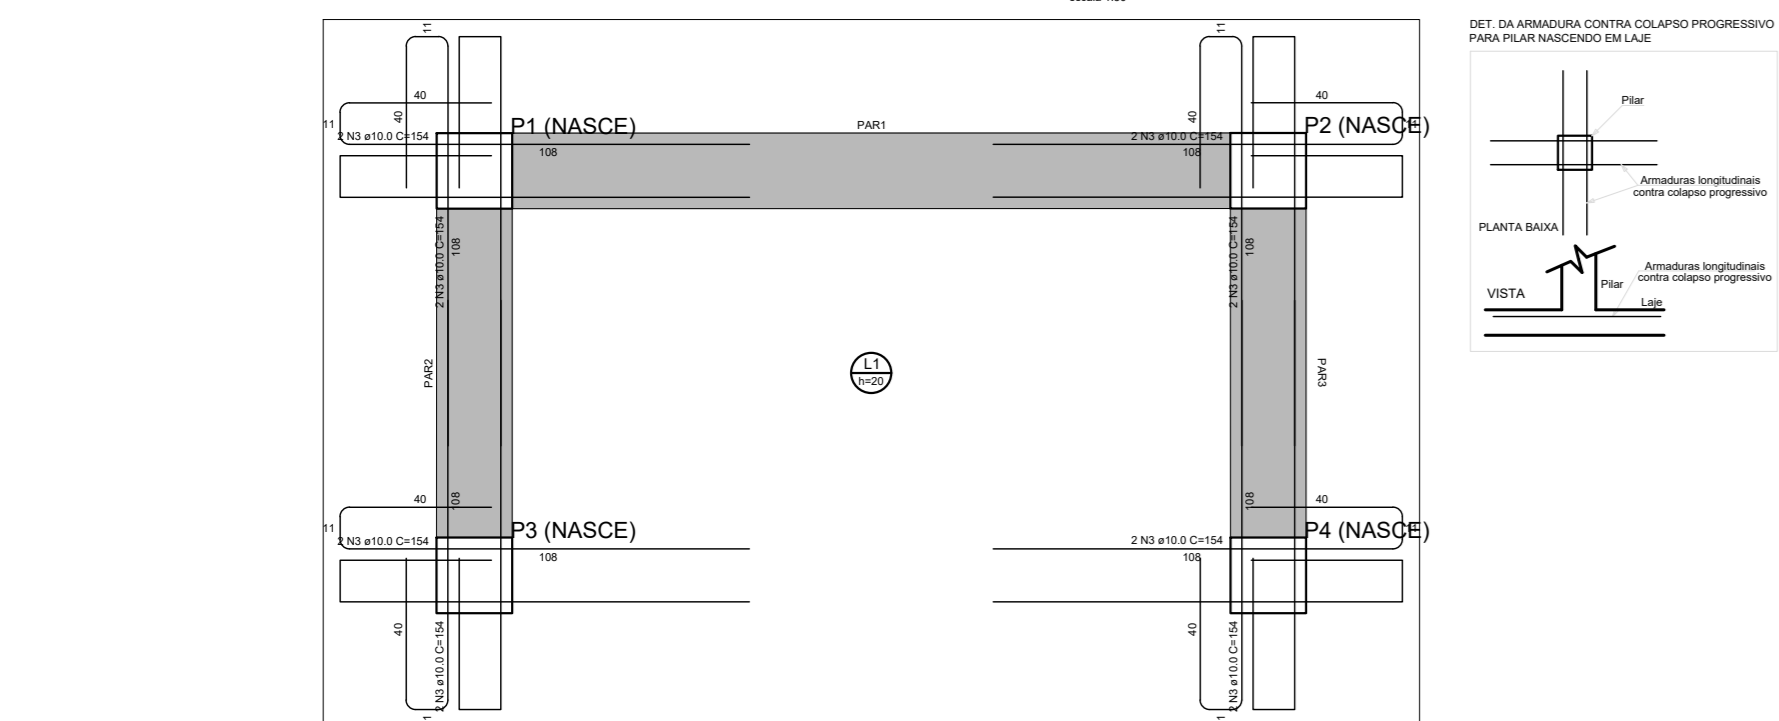 DET. DA ARMADURA CONTRA COLAPSO PROGRESSIVO
PARA PILAR NASCENDO EM LAJE
11
11
40
40
40
40
11
2 N3 ø10.0 C=154
P1 (NASCE)
108
PAR1
2 N3 ø10.0 C=154
108
P2 (NASCE)
11
2 N3 ø10.0 C=154
108
2 N3 ø10.0 C=154
108
PAR2
L1
h=20
PAR3
108
108
40
40
11
2 N3 ø10.0 C=154
P3 (NASCE)
108
2 N3 ø10.0 C=154
108
P4 (NASCE)
11
40
2 N3 ø10.0 C=154
40
2 N3 ø10.0 C=154
Pilar
Armaduras longitudinais
contra colapso progressivo
PLANTA BAIXA
Armaduras longitudinais
contra colapso progressivo
VISTA
Pilar
Laje